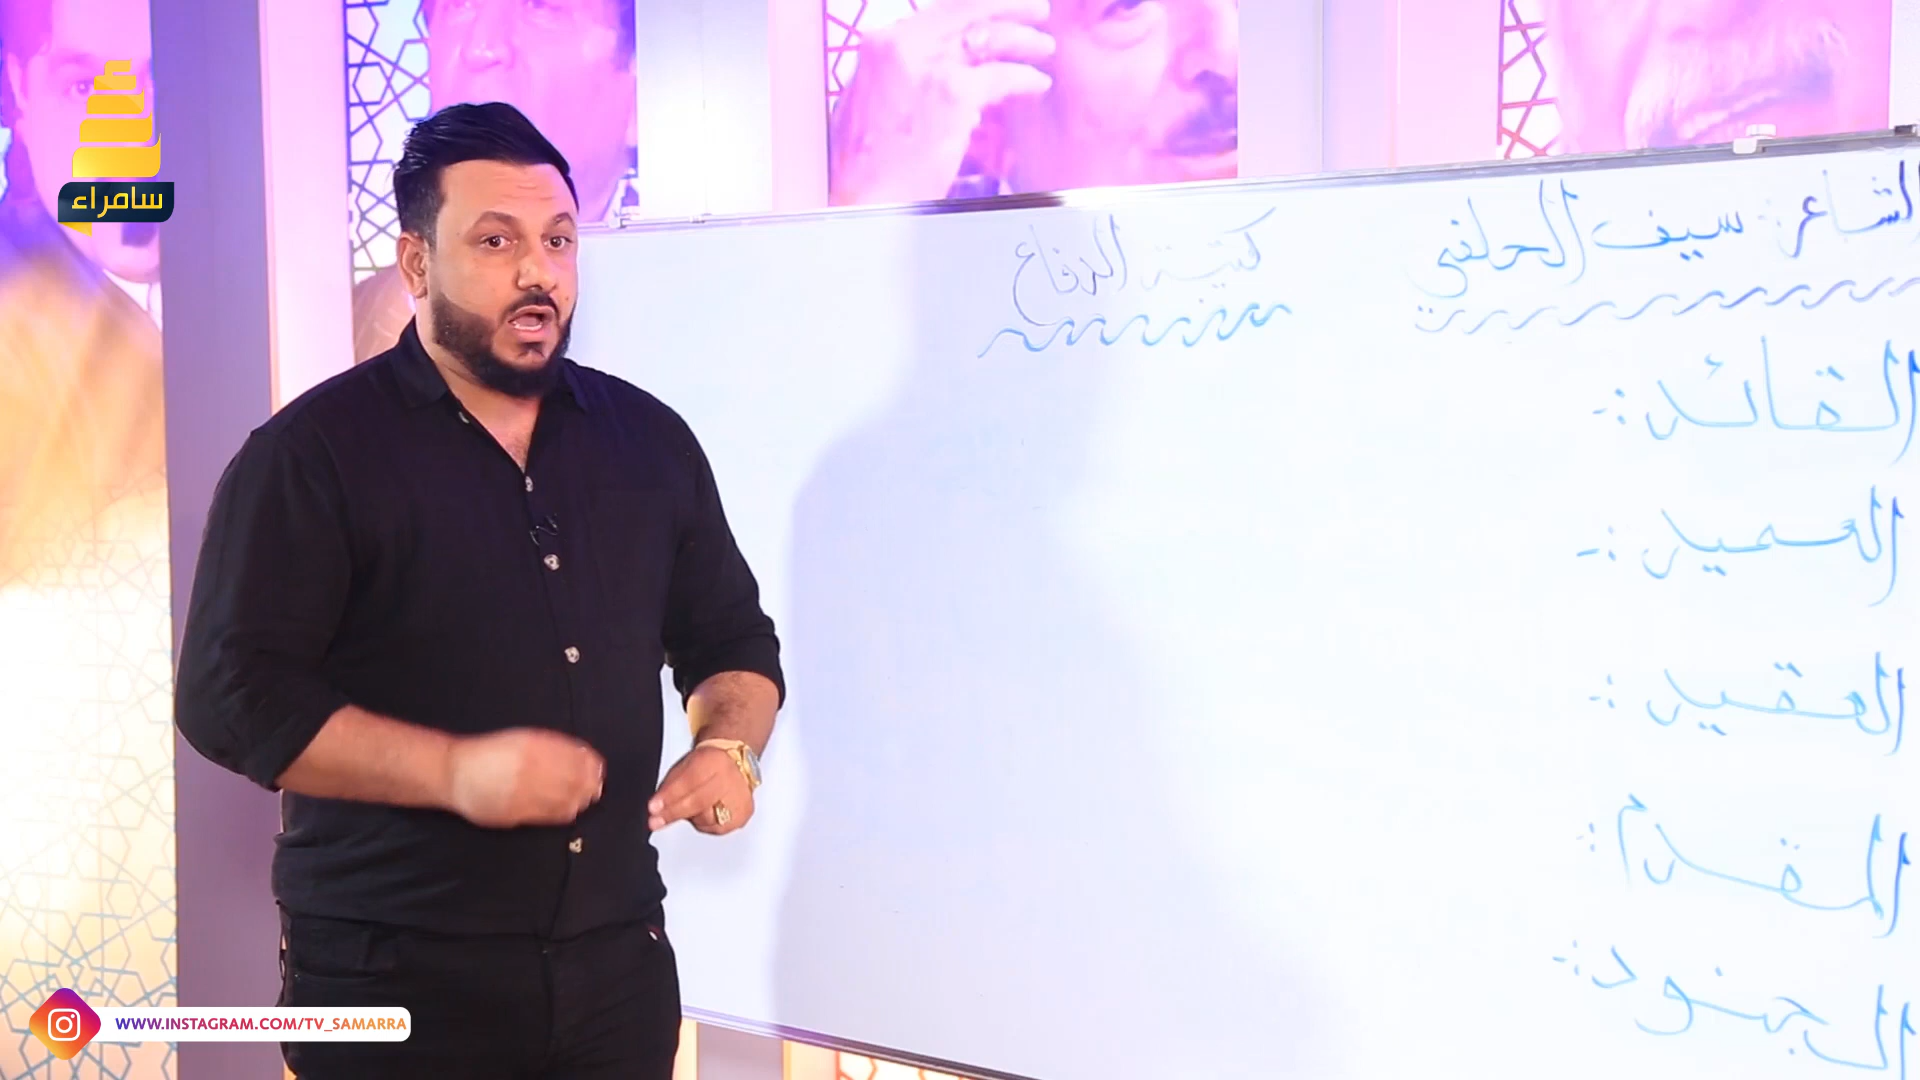 سامراء
الشاعر :- سيف الحلفي
كتيبة الدفاع
القائد :-
العميد :-
العقيد :-
المقدم :-
الجنود :-
WWW.INSTAGRAM.COM/TV_SAMARRA